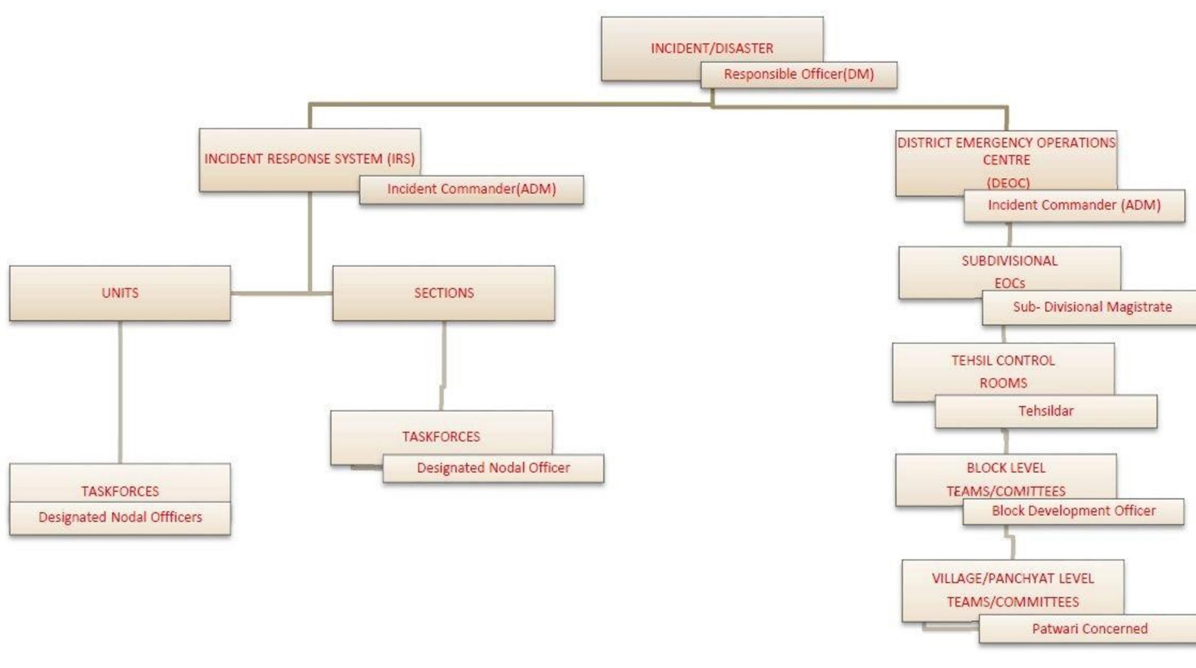 INCIDENT/DISASTER
Responsible Officer(DM)
INCIDENT RESPONSE SYSTEM (IRS)
Incident Commander(ADM)
UNITS
SECTIONS
TASKFORCES
Designated Nodal Officer
TASKFORCES
Designated Nodal Offficers
DISTRICT EMERGENCY OPERATIONS
CENTRE
(DEOC)
Incident Commander (ADM)
SUBDIVISIONAL
EOCs
Sub- Divisional Magistrate
TEHSIL CONTROL
ROOMS
Tehsildar
BLOCK LEVEL
TEAMS/COMITTEES
Block Development Officer
VILLAGE/PANCHYAT LEVEL
TEAMS/COMMITTEES
Patwari Concerned